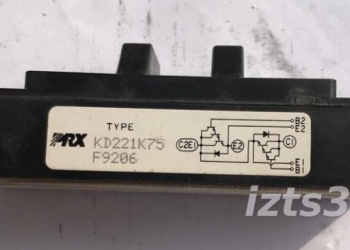 TYPE
PRX KD221K75
F9206
B2
E2
C2E1
E2
C1
E1
B1
izts3